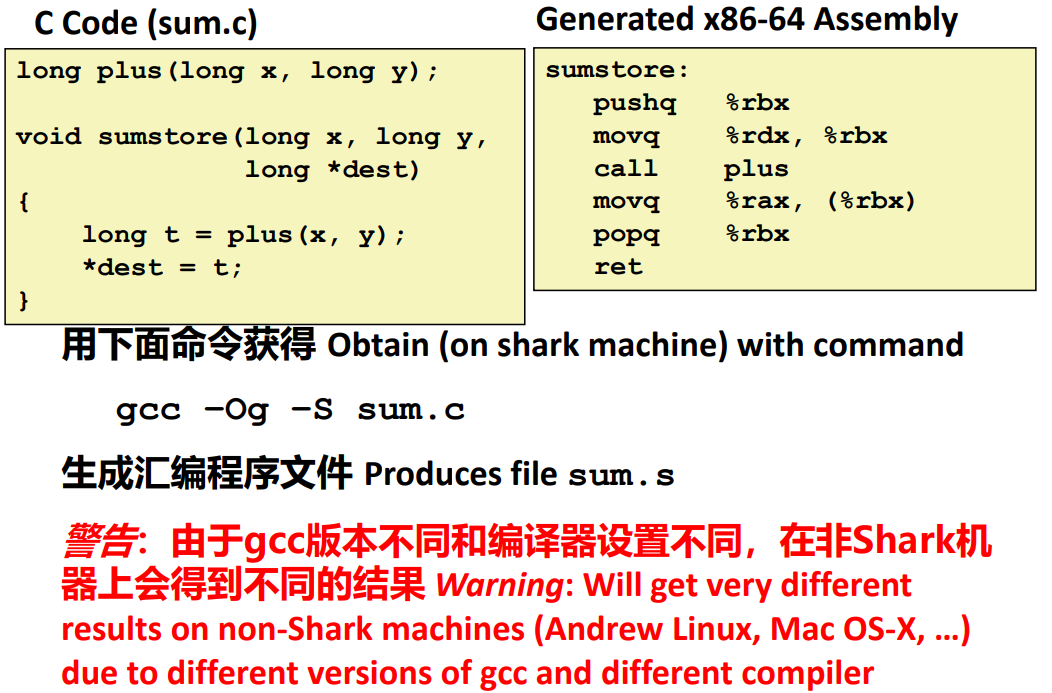 C Code (sum.c)
long plus(long x, long y);
void sumstore(long x, long y,
long *dest)
{
long t = plus(x, y);
*dest = t;
}
Generated x86-64 Assembly
sumstore:
pushq %rbx
movq %rdx, %rbx
call plus
movq %rax, (%rbx)
popq %rbx
ret
用下面命令获得 Obtain (on shark machine) with command
gcc –Og –S sum.c
生成汇编程序文件 Produces file sum.s
警告：由于gcc版本不同和编译器设置不同，在非Shark机
器上会得到不同的结果 Warning: Will get very different
results on non-Shark machines (Andrew Linux, Mac OS-X, …)
due to different versions of gcc and different compiler